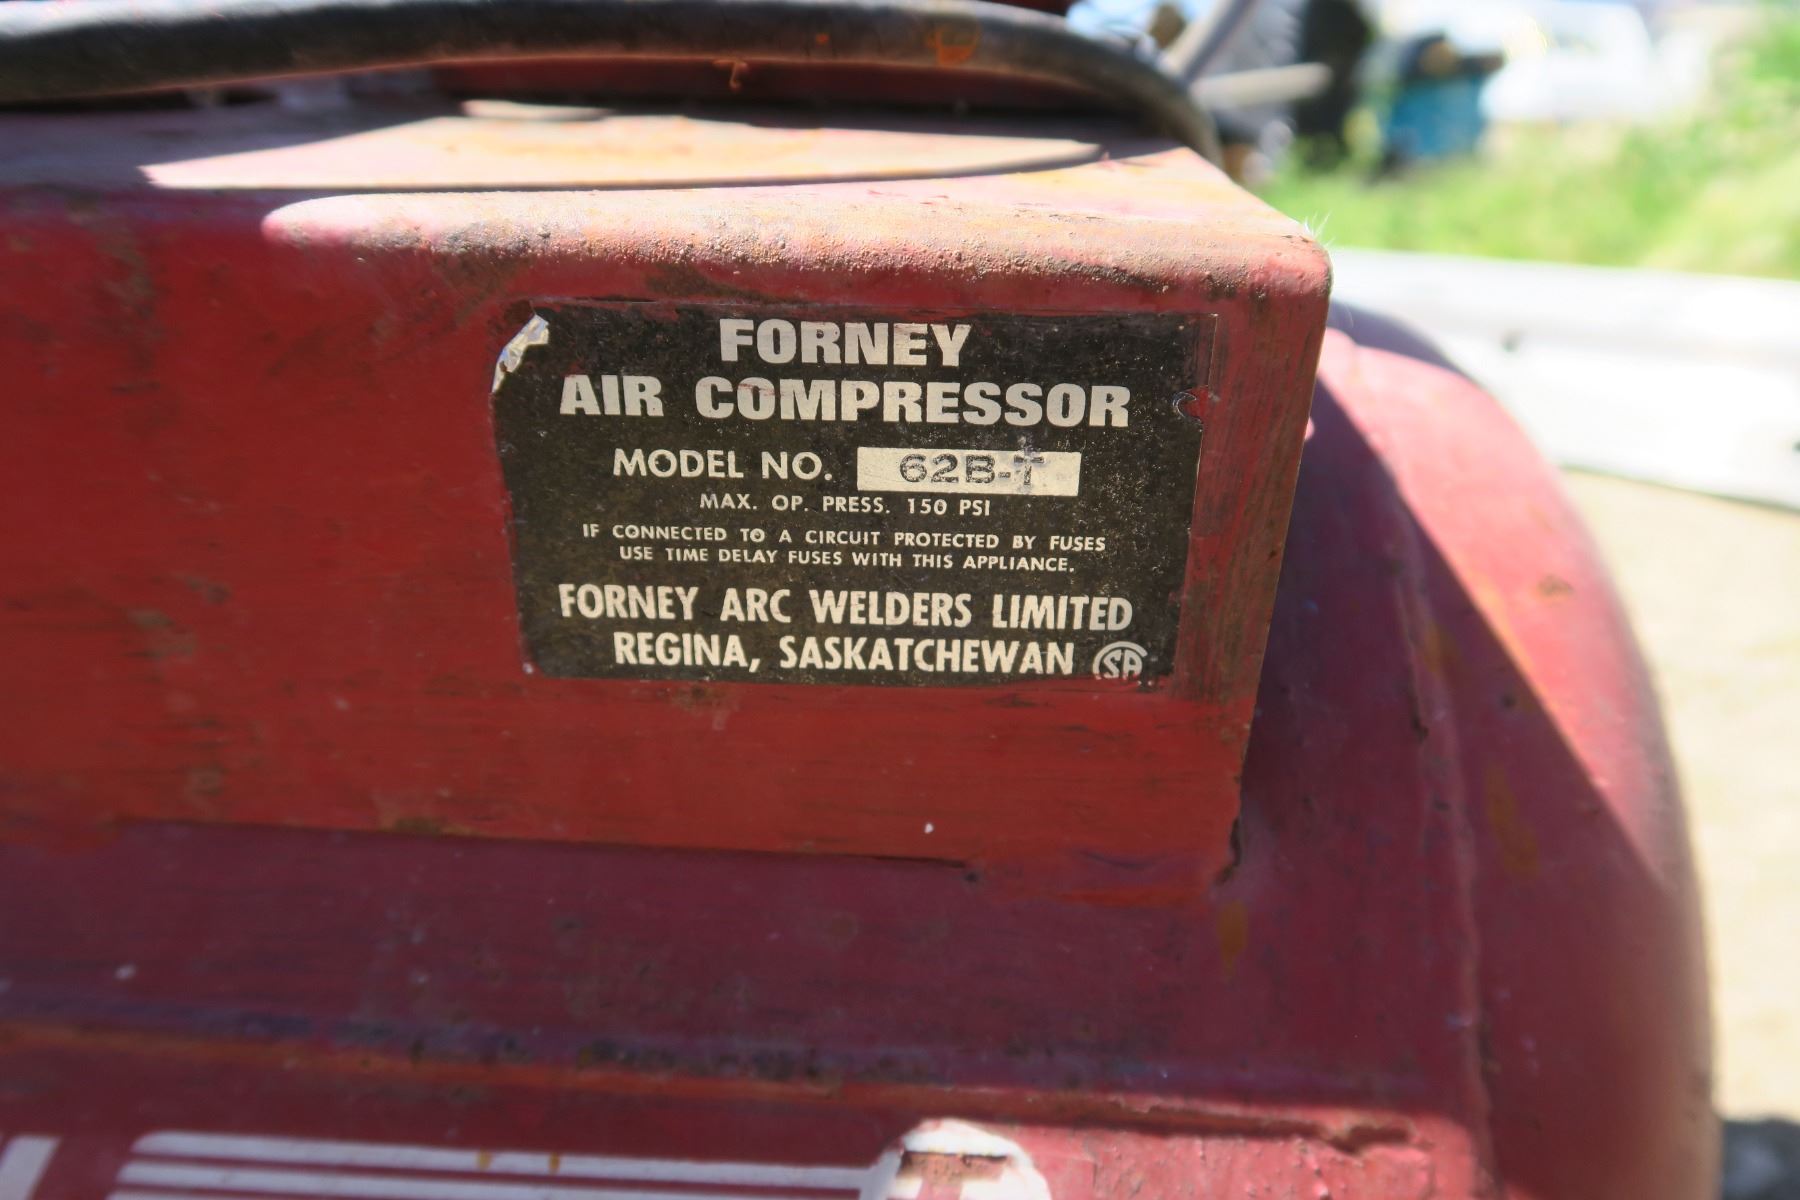 FORNEY
AIR COMPRESSOR
MODEL NO. 62B-T
MAX. OP. PRESS. 150 PSI
IF CONNECTED TO A CIRCUIT PROTECTED BY FUSES
USE TIME DELAY FUSES WITH THIS APPLIANCE.
FORNEY ARC WELDERS LIMITED
REGINA, SASKATCHEWAN SA